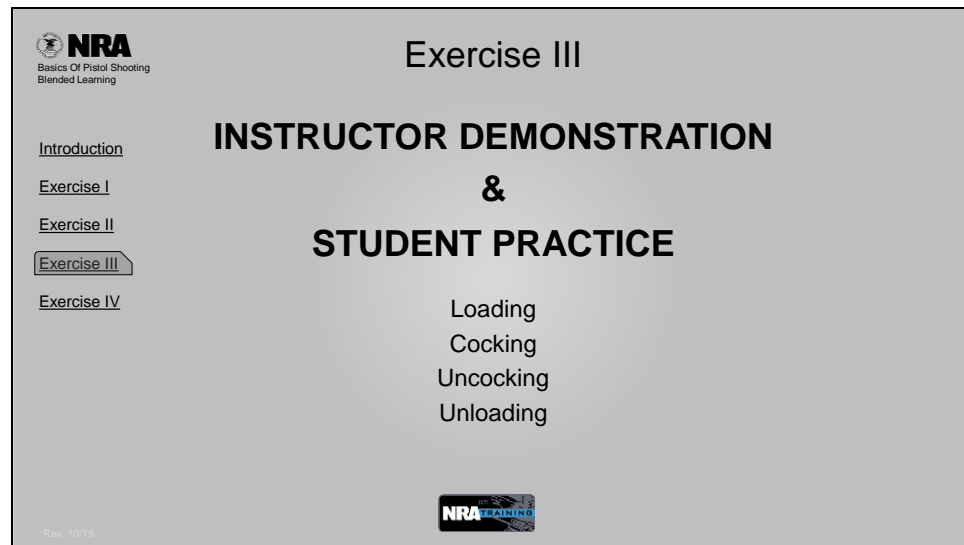 NRA
Basics Of Pistol Shooting
Blended Learning
Exercise III
Introduction
Exercise I
Exercise II
Exercise III
Exercise IV
INSTRUCTOR DEMONSTRATION
&
STUDENT PRACTICE
Loading
Cocking
Uncocking
Unloading
NRA TRAINING
Rev. 10/19